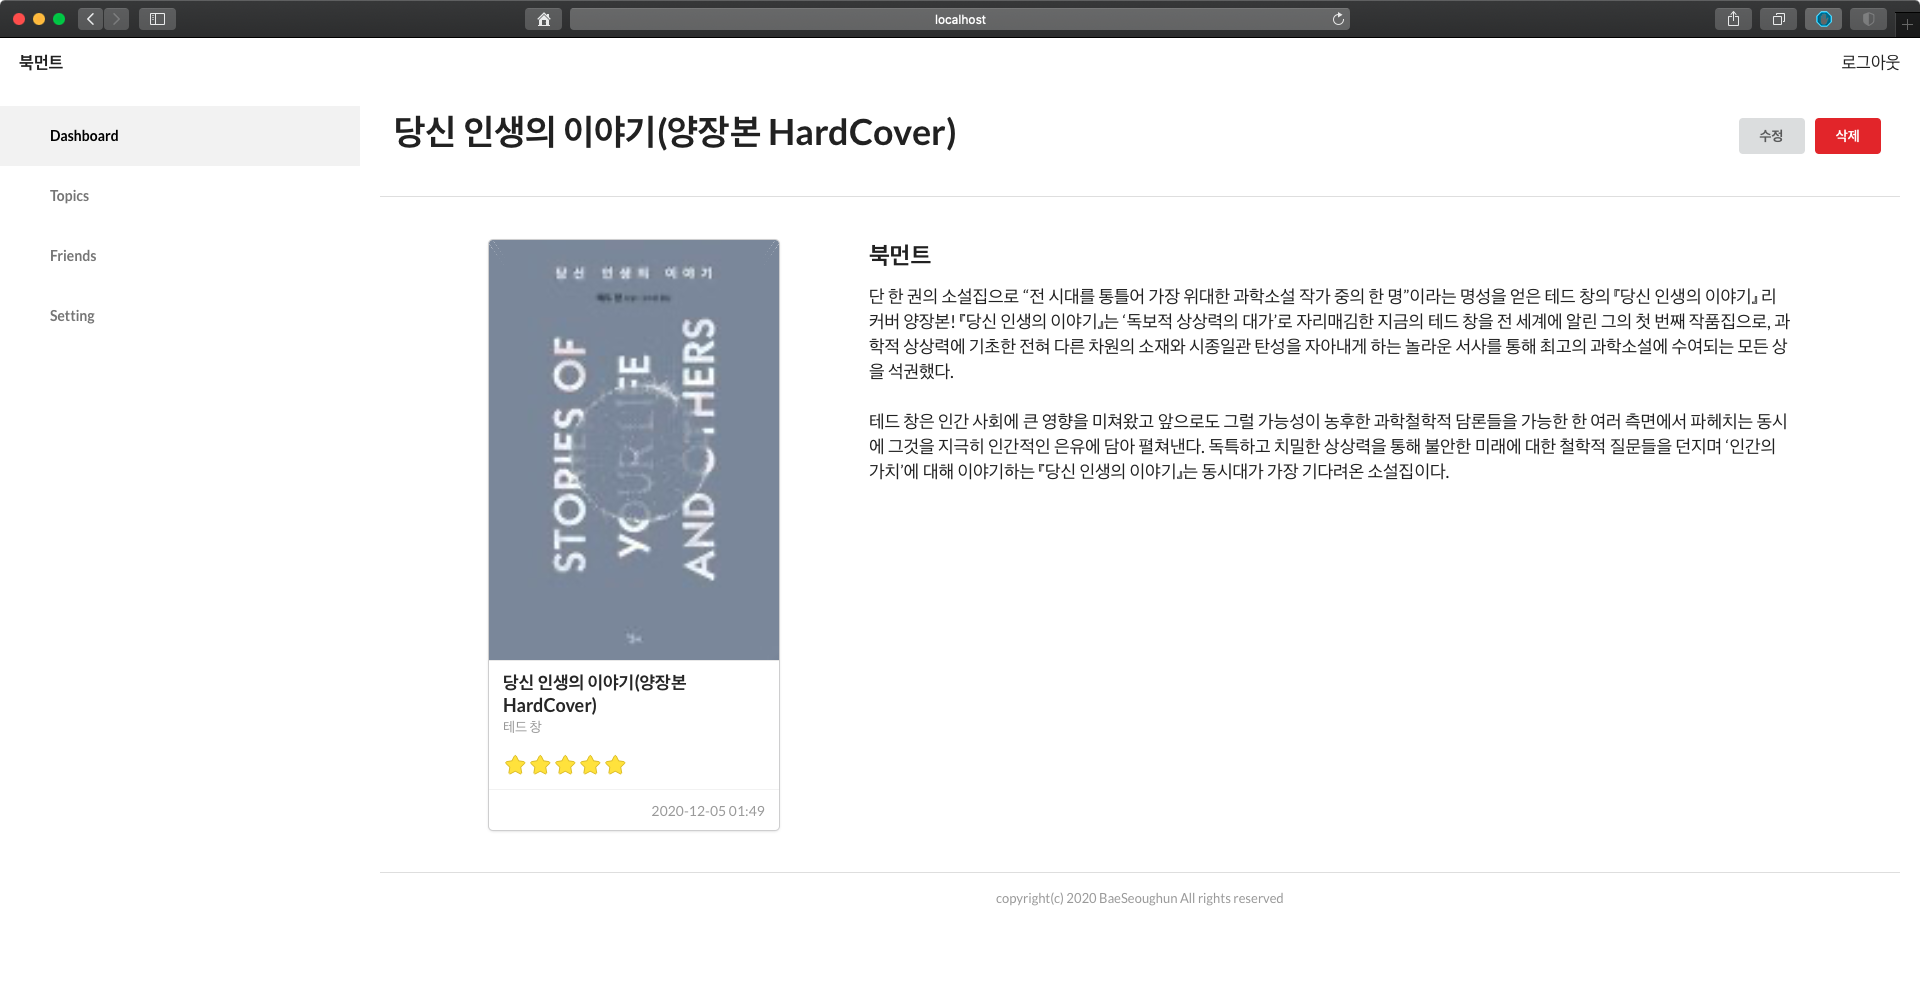 localhost
북먼트
로그아웃
Dashboard
Topics
Friends
Setting
당신 인생의 이야기(양장본 HardCover)
수정
삭제
당신 인생의 이야기
STORIES OF
YOUR LIFE
AND OTHERS
당신 인생의 이야기(양장본
HardCover)
테드 창
2020-12-05 01:49
북먼트
단 한 권의 소설집으로 “전 시대를 통틀어 가장 위대한 과학소설 작가 중의 한 명”이라는 명성을 얻은 테드 창의 『당신 인생의 이야기』 리
커버 양장본! 『당신 인생의 이야기』는 ‘독보적 상상력의 대가’로 자리매김한 지금의 테드 창을 전 세계에 알린 그의 첫 번째 작품집으로, 과
학적 상상력에 기초한 전혀 다른 차원의 소재와 시종일관 탄성을 자아내게 하는 놀라운 서사를 통해 최고의 과학소설에 수여되는 모든 상
을 석권했다.
테드 창은 인간 사회에 큰 영향을 미쳐왔고 앞으로도 그럴 가능성이 농후한 과학철학적 담론들을 가능한 한 여러 측면에서 파헤치는 동시
에 그것을 지극히 인간적인 은유에 담아 펼쳐낸다. 독특하고 치밀한 상상력을 통해 불안한 미래에 대한 철학적 질문들을 던지며 ‘인간의
가치’에 대해 이야기하는 『당신 인생의 이야기』는 동시대가 가장 기다려온 소설집이다.
copyright(c) 2020 BaeSeoughun All rights reserved